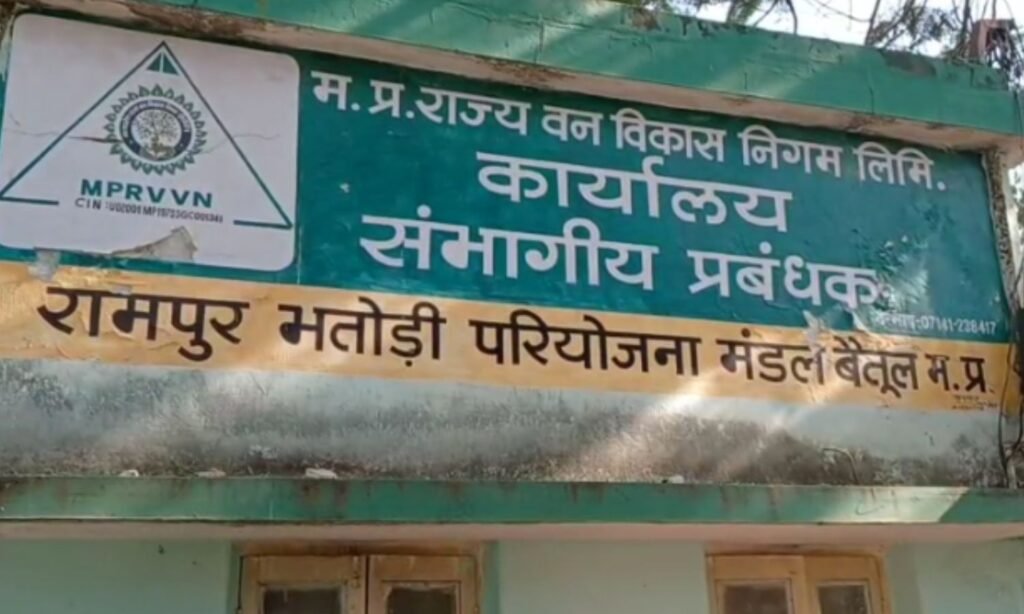 म. प्र. राज्य वन विकास निगम लिमि.
कार्यालय
संभागीय प्रबंधक
MPRVVN
रामपुर भतोड़ी परियोजना मंडल बैतूल म.प्र.